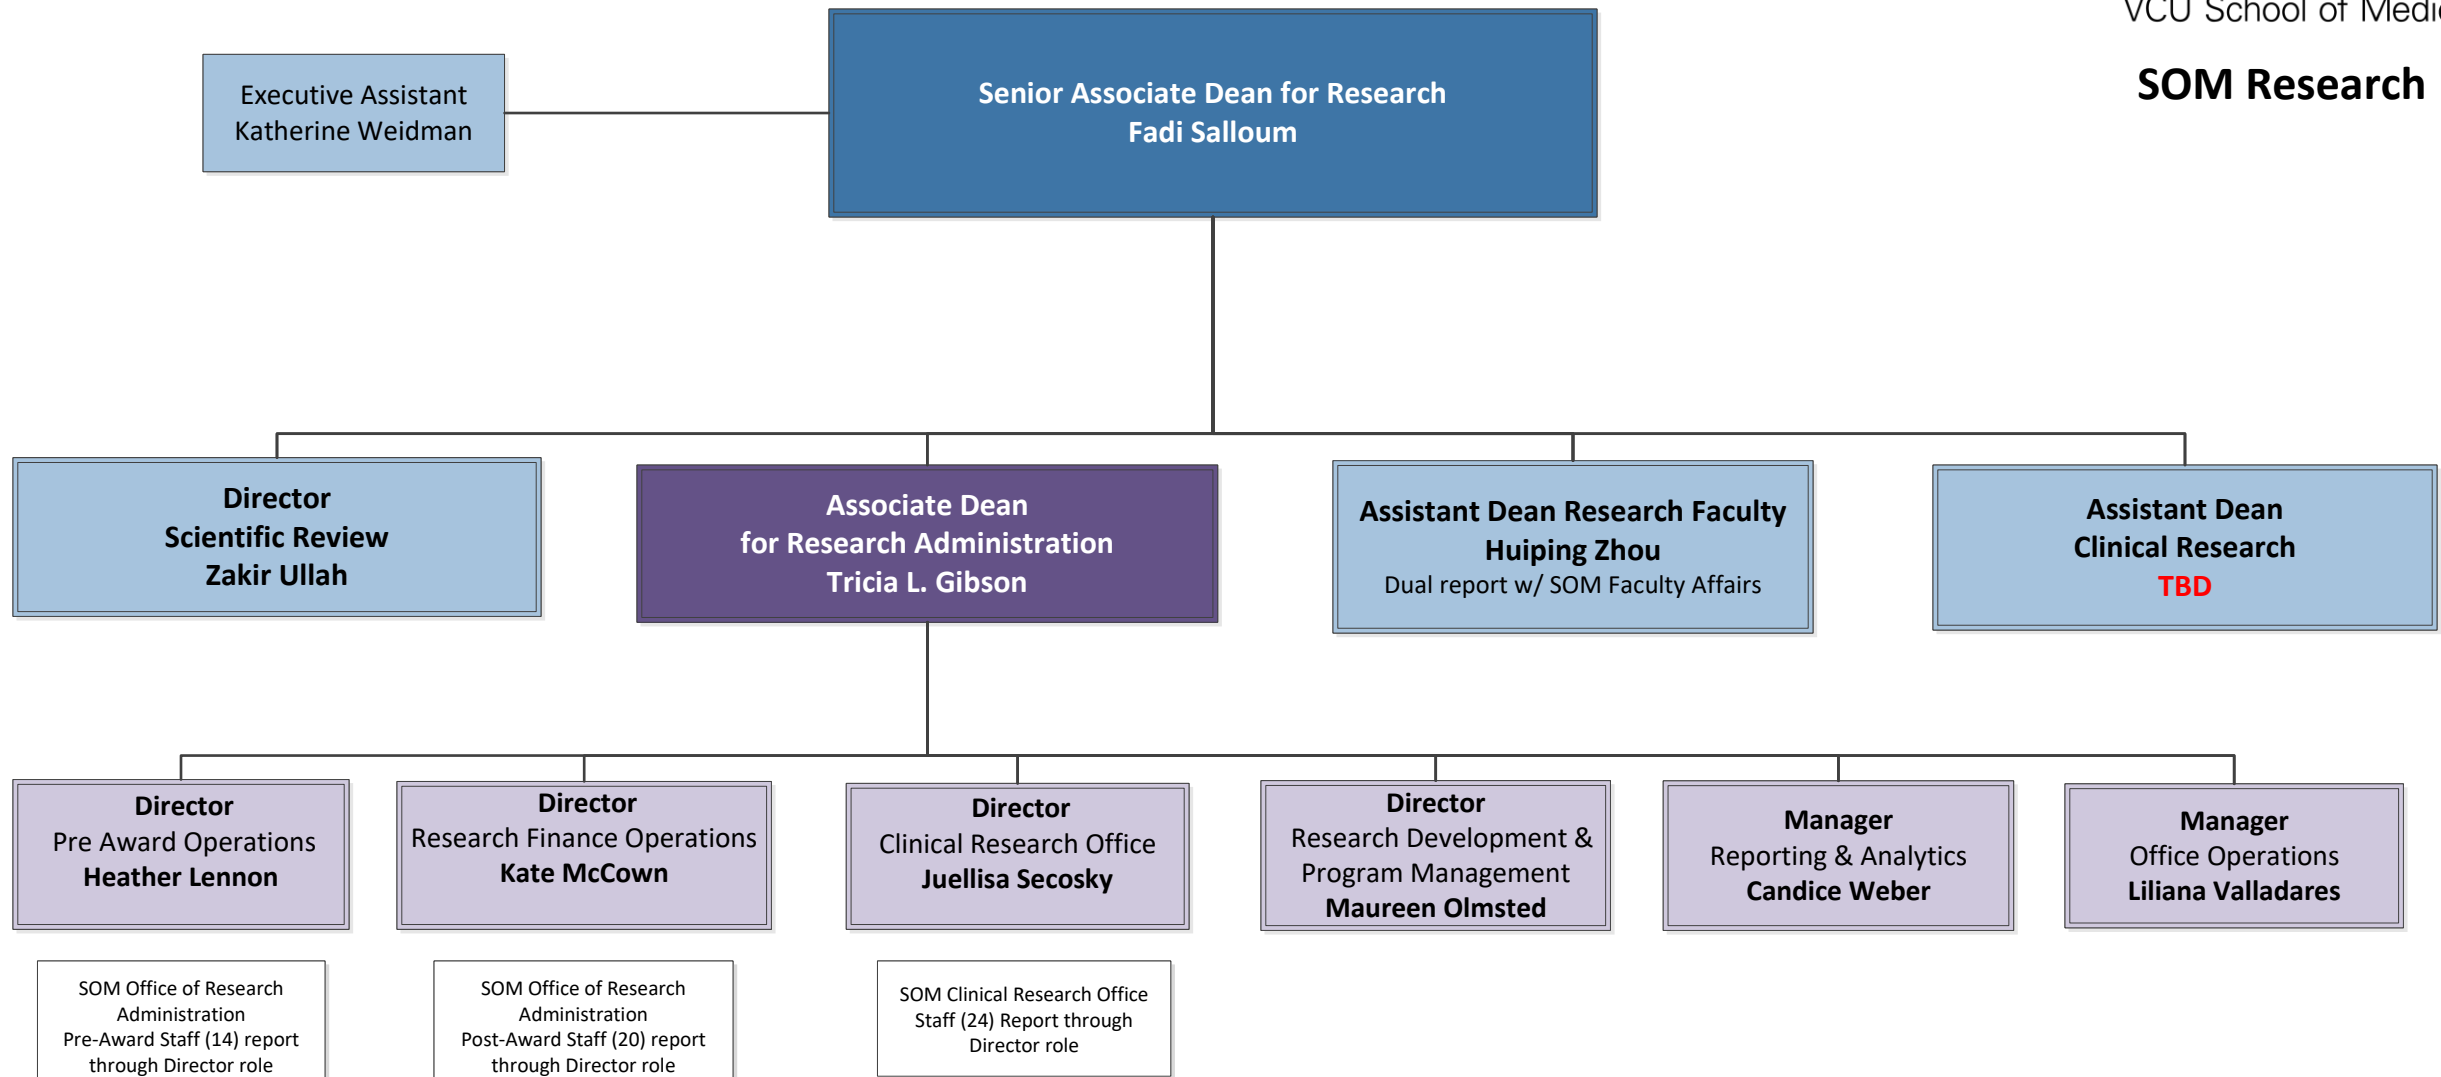 VCU School of
SOM Research
Executive Assistant
Katherine Weidman
Senior Associate Dean for Research
Fadi Salloum
Director
Scientific Review
Zakir Ullah
Associate Dean
for Research Administration
Tricia L. Gibson
Assistant Dean Research Faculty
Huiping Zhou
Dual report w/ SOM Faculty Affairs
Assistant Dean
Clinical Research
TBD
Director
Pre Award Operations
Heather Lennon
Director
Research Finance Operations
Kate McCown
Director
Clinical Research Office
Juellisa Secosky
Director
Research Development &
Program Management
Maureen Olmsted
Manager
Reporting & Analytics
Candice Weber
Manager
Office Operations
Liliana Valladares
SOM Office of Research
Administration
Pre-Award Staff (14) report
through Director role
SOM Office of Research
Administration
Post-Award Staff (20) report
through Director role
SOM Clinical Research Office
Staff (24) Report through
Director role